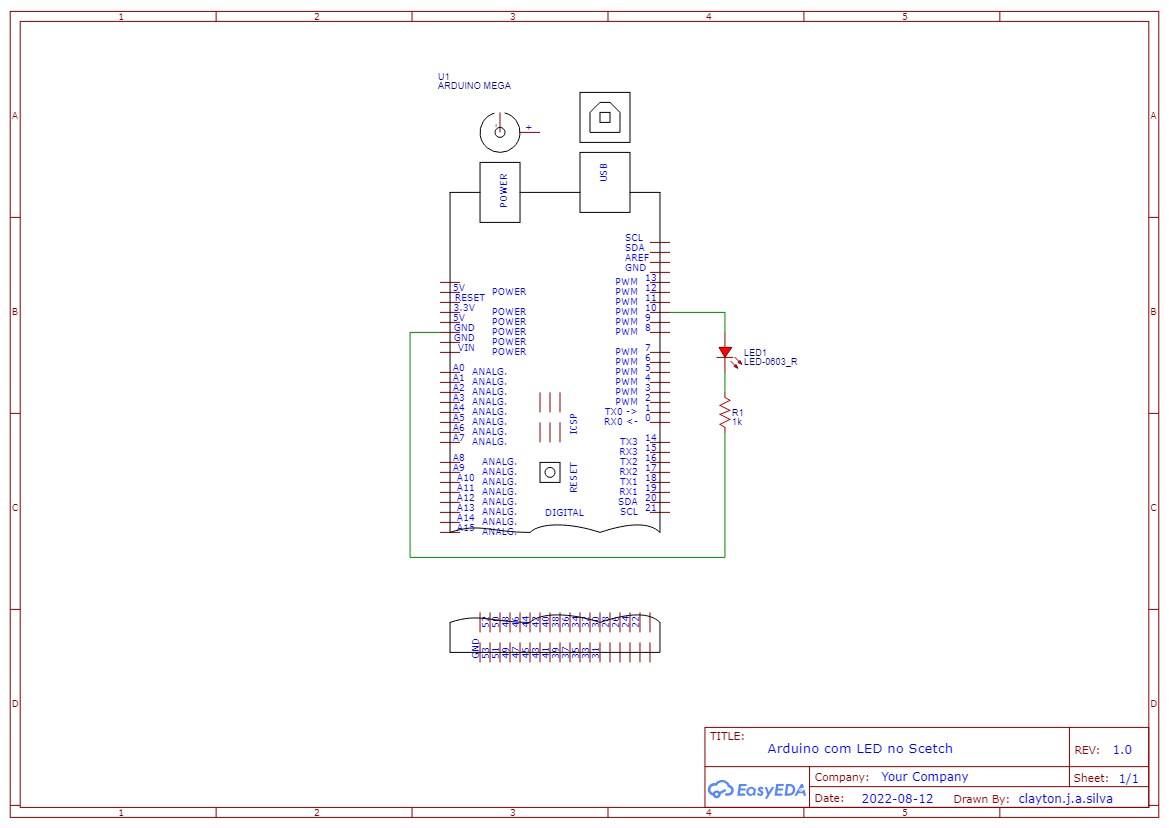 1 2 3 4 5
A A
B B
C C
D D
U1
ARDUINO MEGA
+
POWER
USB
SCL
SDA
AREF
GND
PWM 13
PWM 12
PWM 11
PWM 10
PWM 9
PWM 8
PWM 7
PWM 6
PWM 5
PWM 4
PWM 3
PWM 2
TX0 -> 1
RX0 <- 0
TX3 14
RX3 15
TX2 16
RX2 17
TX1 18
RX1 19
SDA 20
SCL 21
5V POWER
RESET
3.3V POWER
5V POWER
GND POWER
GND POWER
VIN POWER
A0 ANALG.
A1 ANALG.
A2 ANALG.
A3 ANALG.
A4 ANALG.
A5 ANALG.
A6 ANALG.
A7 ANALG.
A8 ANALG.
A9 ANALG.
A10 ANALG.
A11 ANALG.
A12 ANALG.
A13 ANALG.
A14 ANALG.
A15 ANALG.
ICSP
RESET
DIGITAL
LED1
LED-0603_R
R1
1k
52 50 48 46 44 42 40 38 36 34 32 30 28 26 24 22
GND 53 51 49 47 45 43 41 39 37 35 33 31
TITLE:
Arduino com LED no Scetch
REV: 1.0
EasyEDA
Company: Your Company
Sheet: 1/1
Date: 2022-08-12
Drawn By: clayton.j.a.silva
1 2 3 4 5